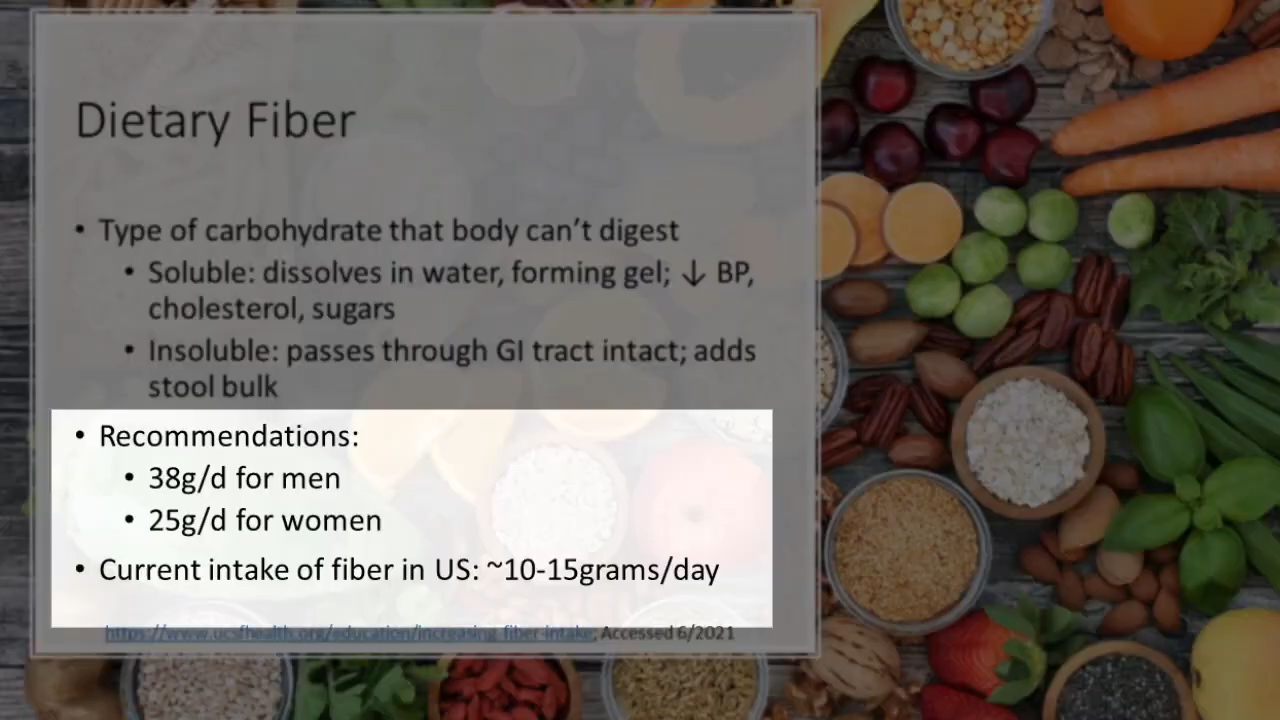 Dietary Fiber
• Type of carbohydrate that body can’t digest
• Soluble: dissolves in water, forming gel; ↓ BP,
cholesterol, sugars
• Insoluble: passes through GI tract intact; adds
stool bulk
• Recommendations:
• 38g/d for men
• 25g/d for women
• Current intake of fiber in US: ~10-15grams/day
https://www.ucsfhealth.org/education/increasing-fiber-intake; Accessed 6/2021